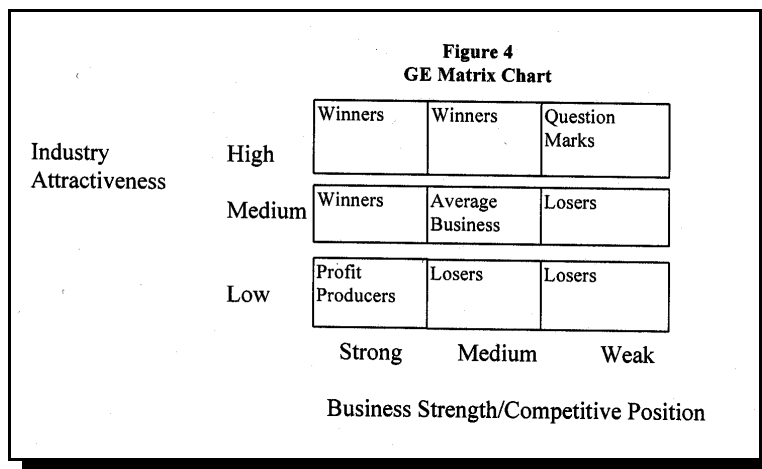 Figure 4
GE Matrix Chart
Industry
Attractiveness
High
Winners
Winners
Question
Marks
Medium
Winners
Average
Business
Losers
Low
Profit
Producers
Losers
Losers
Strong
Medium
Weak
Business Strength/Competitive Position